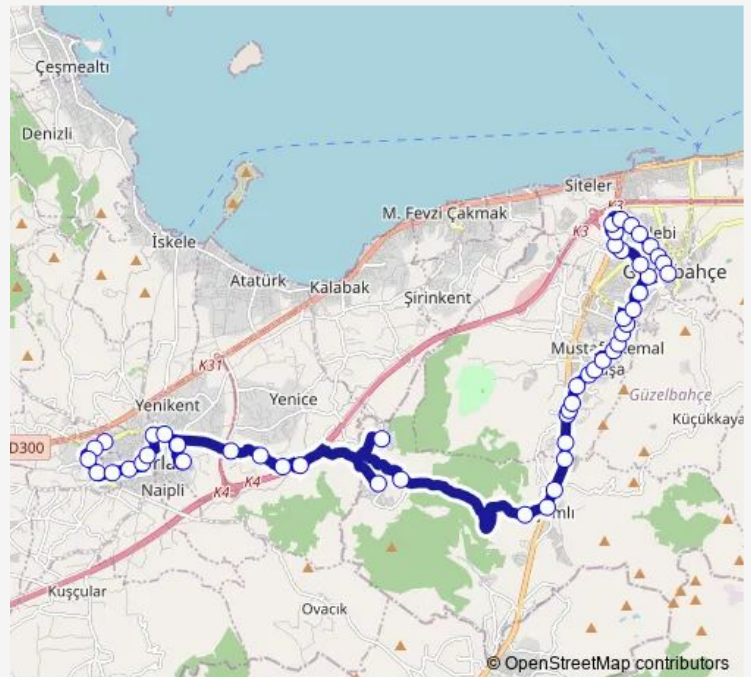 Çeşmealtı
Denizli
Siteler
K3
M. Fevzi Çakmak
K3
İskele
Atatürk
Kalabak
Şirinkent
K31
Mustafa Kemal
Güzelbahçe
Yenikent
Yenice
Küçükkaya
D300
K4
K4
Naipli
Kuşçular
Ovacık
© OpenStreetMap contributors